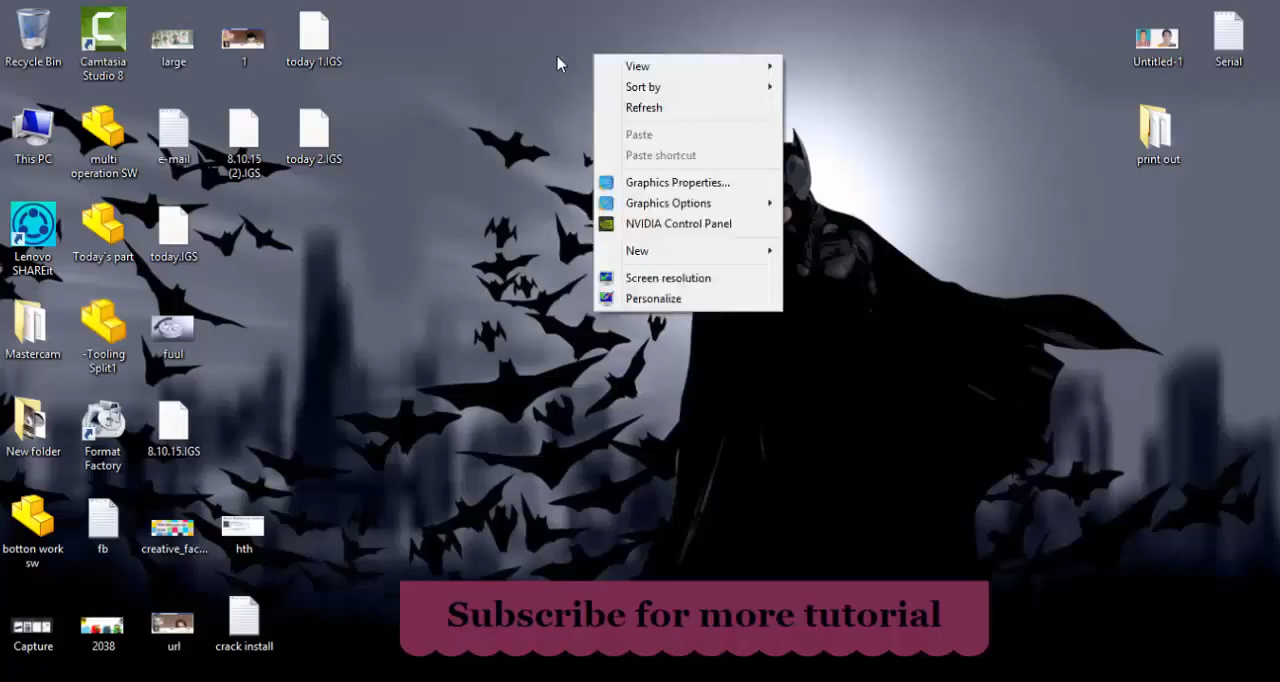 Recycle Bin
Camtasia
Studio 8
large
1
today 1.IGS
This PC
multi
operation SW
e-mail
8.10.15
(2).IGS
today 2.IGS
Lenovo
SHAREit
Today's part
today.IGS
Mastercam
-Tooling
Split1
fuul
New folder
Format
Factory
8.10.15.IGS
botton work
sw
fb
creative_fac...
hth
Capture
2038
url
crack install
View
Sort by
Refresh
Paste
Paste shortcut
Graphics Properties...
Graphics Options
NVIDIA Control Panel
New
Screen resolution
Personalize
Untitled-1
Serial
print out
Subscribe for more tutorial